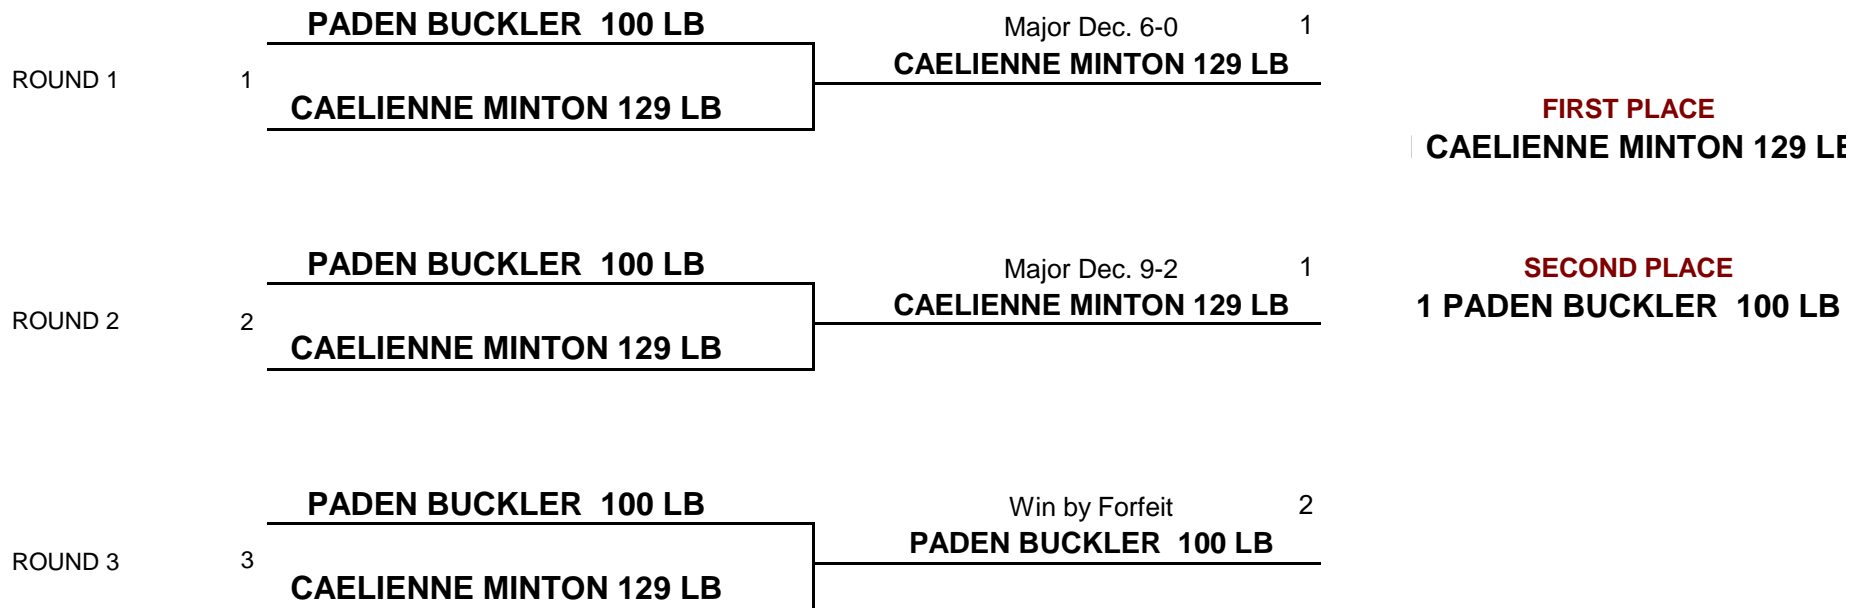 PADEN BUCKLER 100 LB
Major Dec. 6-0 1
CAELIENNE MINTON 129 LB
ROUND 1 1
CAELIENNE MINTON 129 LB
FIRST PLACE
CAELIENNE MINTON 129 LB
PADEN BUCKLER 100 LB
Major Dec. 9-2 1
SECOND PLACE
CAELIENNE MINTON 129 LB
1 PADEN BUCKLER 100 LB
ROUND 2 2
CAELIENNE MINTON 129 LB
PADEN BUCKLER 100 LB
Win by Forfeit 2
PADEN BUCKLER 100 LB
ROUND 3 3
CAELIENNE MINTON 129 LB